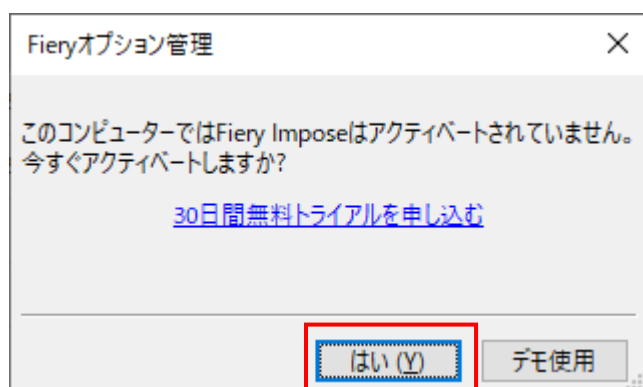 Fieryオプション管理
このコンピューターではFiery Imposeはアクティベートされていません。
今すぐアクティベートしますか?
30日間無料トライアルを申し込む
はい(Y)
デモ使用